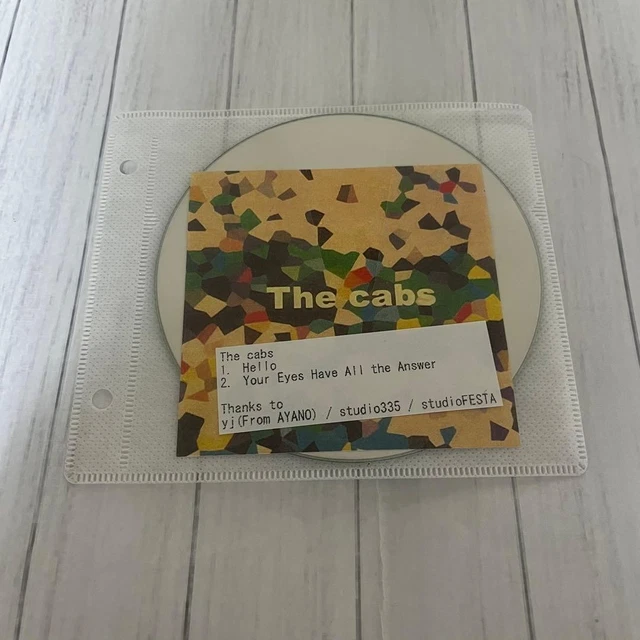 The cabs
The cabs
1. Hello
2. Your Eyes Have All the Answer
Thanks to
yj(From AYANO) / studio335 / studioFESTA